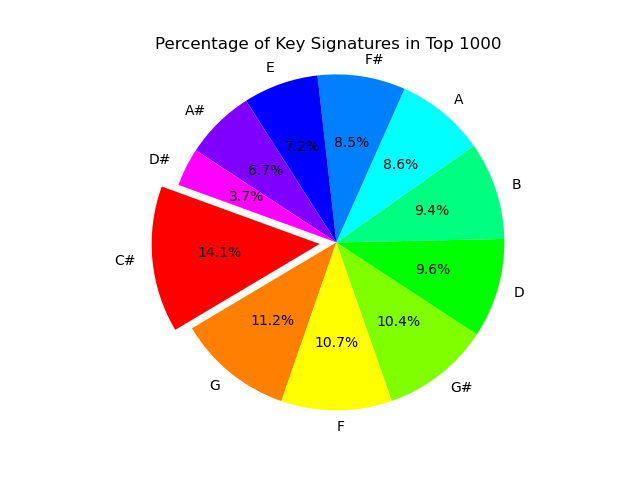 Percentage of Key Signatures in Top 1000
F#
8.5%
A
8.6%
B
9.4%
D
9.6%
G#
10.4%
F
10.7%
G
11.2%
C#
14.1%
D#
3.7%
A#
6.7%
E
7.2%